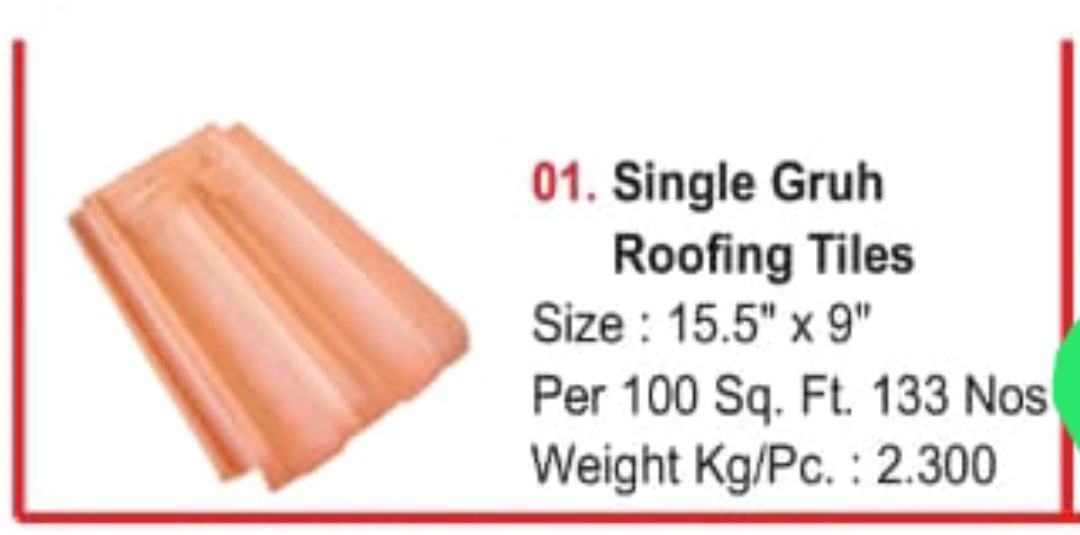 01. Single Gruh
Roofing Tiles
Size : 15.5" x 9"
Per 100 Sq. Ft. 133 Nos
Weight Kg/Pc. : 2.300